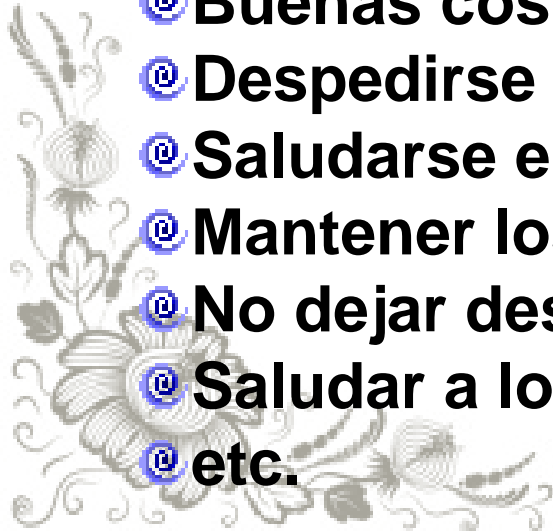 Buenas cos
Despedirse
Saludarse e
Mantener lo
No dejar des
Saludar a lo
etc.